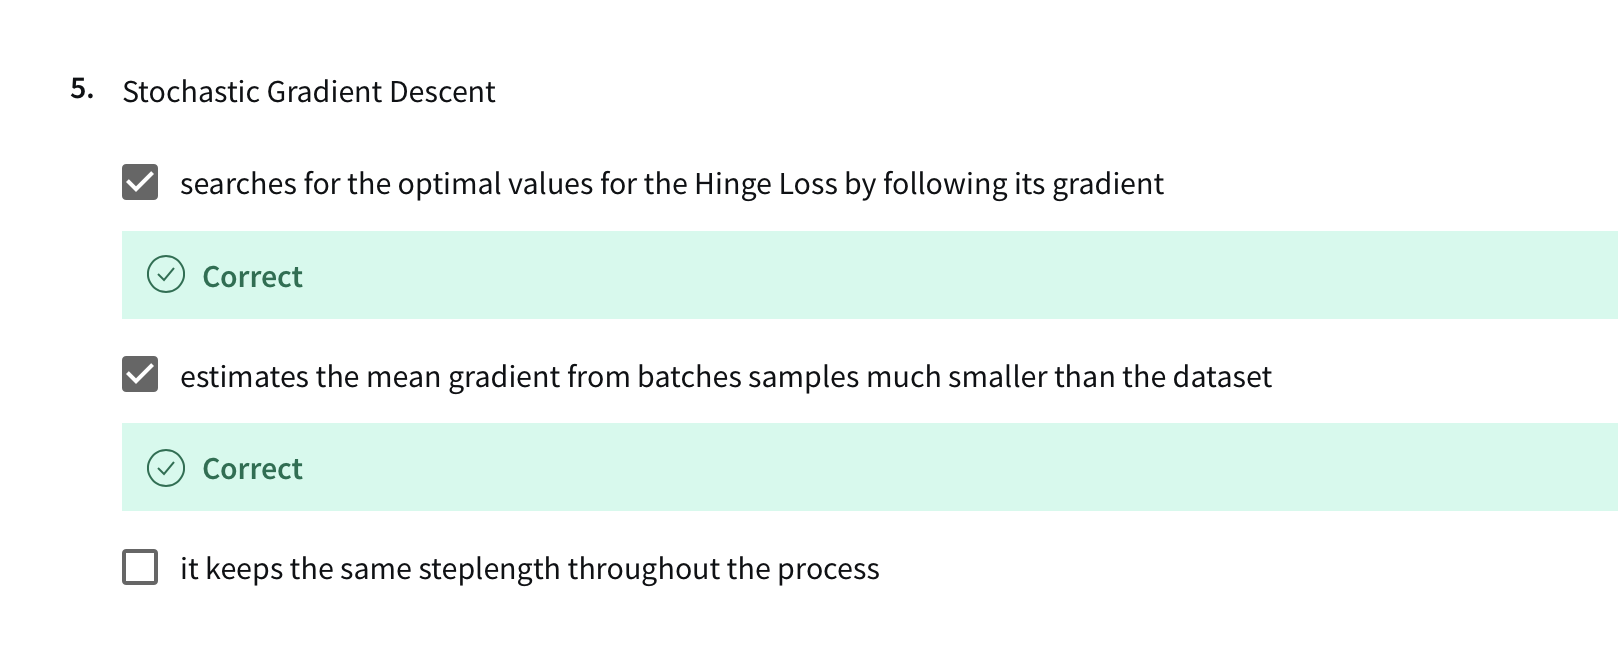 5. Stochastic Gradient Descent
searches for the optimal values for the Hinge Loss by following its gradient
Correct
estimates the mean gradient from batches samples much smaller than the dataset
Correct
it keeps the same steplength throughout the process